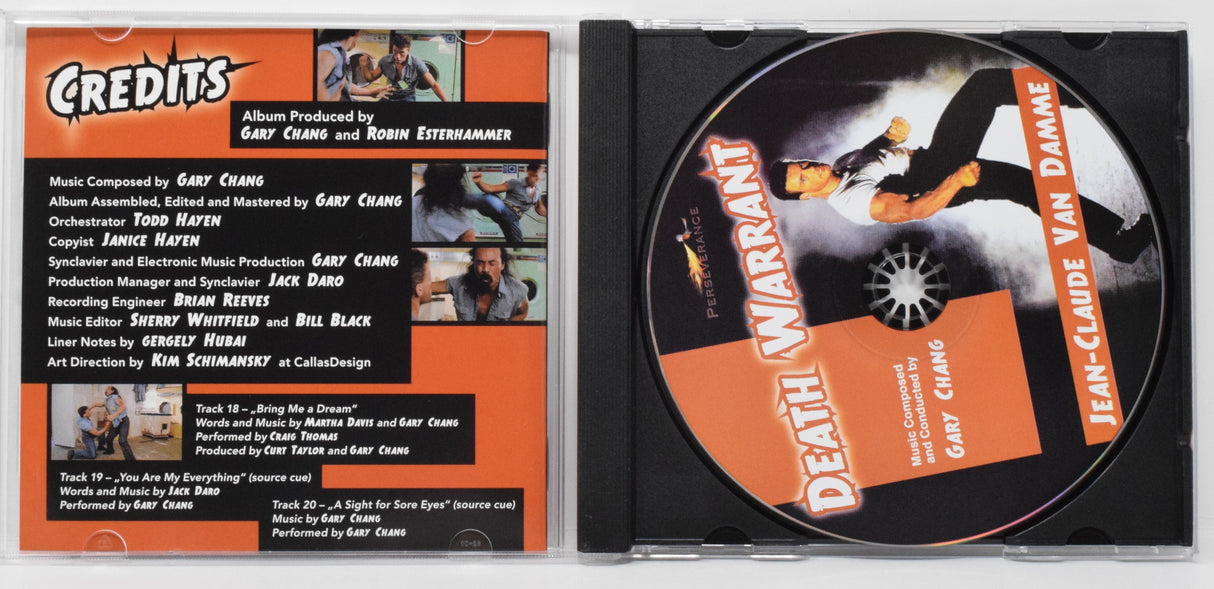 CREDITS
Album Produced by
GARY CHANG and ROBIN ESTERHAMMER
Music Composed by GARY CHANG
Album Assembled, Edited and Mastered by GARY CHANG
Orchestrator TODD HAYEN
Copyist JANICE HAYEN
Synclavier and Electronic Music Production GARY CHANG
Production Manager and Synclavier JACK DARO
Recording Engineer BRIAN REEVES
Music Editor SHERRY WHITFIELD and BILL BLACK
Liner Notes by GERGELY HUBAI
Art Direction by KIM SCHIMANSKY at CallasDesign
Track 18 – „Bring Me a Dream“
Words and Music by MARTHA DAVIS and GARY CHANG
Performed by CRAIG THOMAS
Produced by CURT TAYLOR and GARY CHANG
Track 19 – „You Are My Everything“ (source cue)
Words and Music by JACK DARO
Performed by GARY CHANG
Track 20 – „A Sight for Sore Eyes“ (source cue)
Music by GARY CHANG
Performed by GARY CHANG
PERSEVERANCE
DEATH WARRANT
Music Composed
and Conducted by
GARY CHANG
JEAN-CLAUDE VAN DAMME